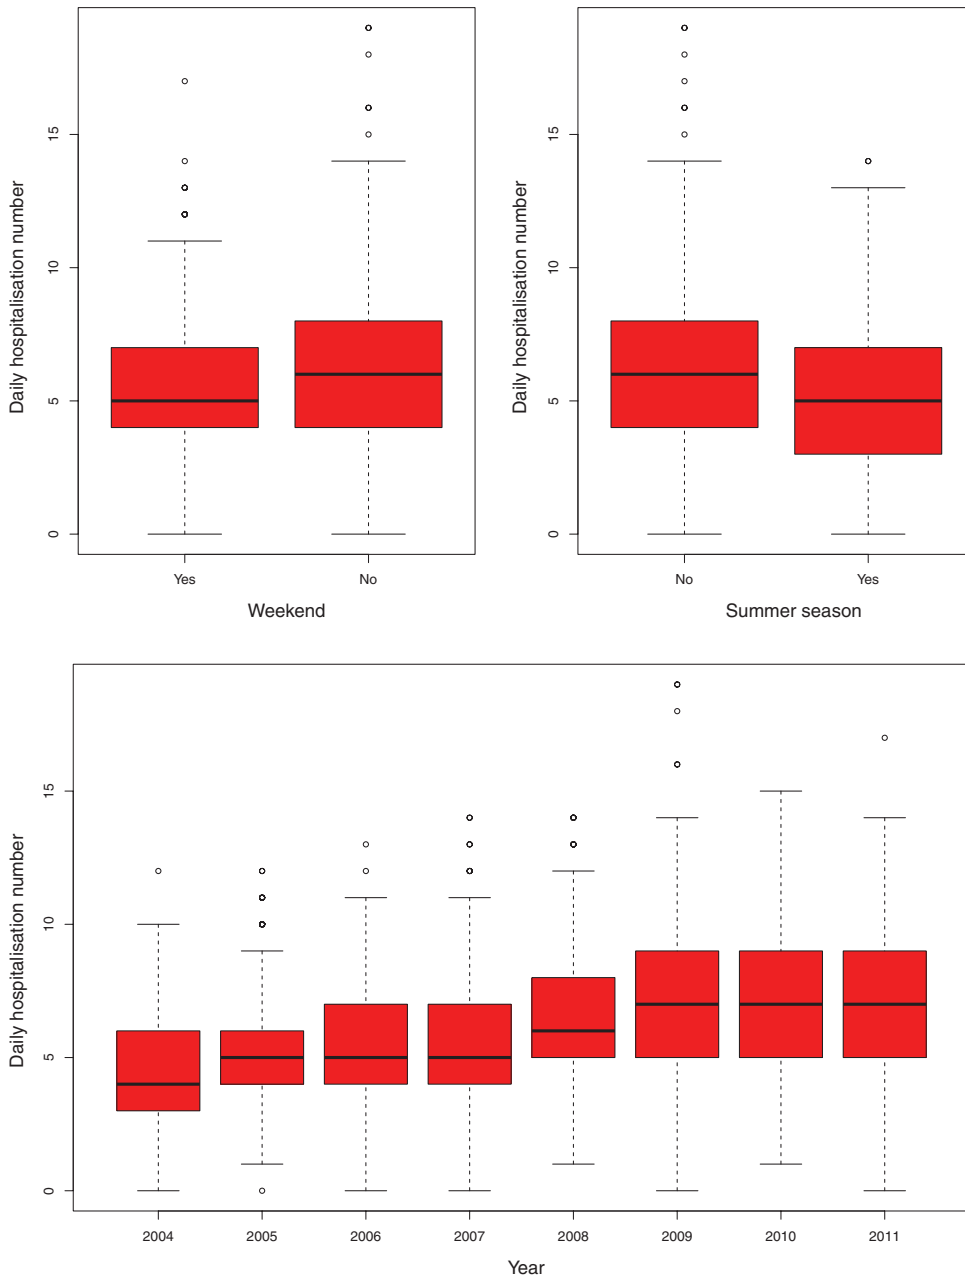 Daily hospitalisation number
15
10
5
0
Yes
No
Weekend
Daily hospitalisation number
15
10
5
0
No
Yes
Summer season
Daily hospitalisation number
15
10
5
0
2004
2005
2006
2007
2008
2009
2010
2011
Year